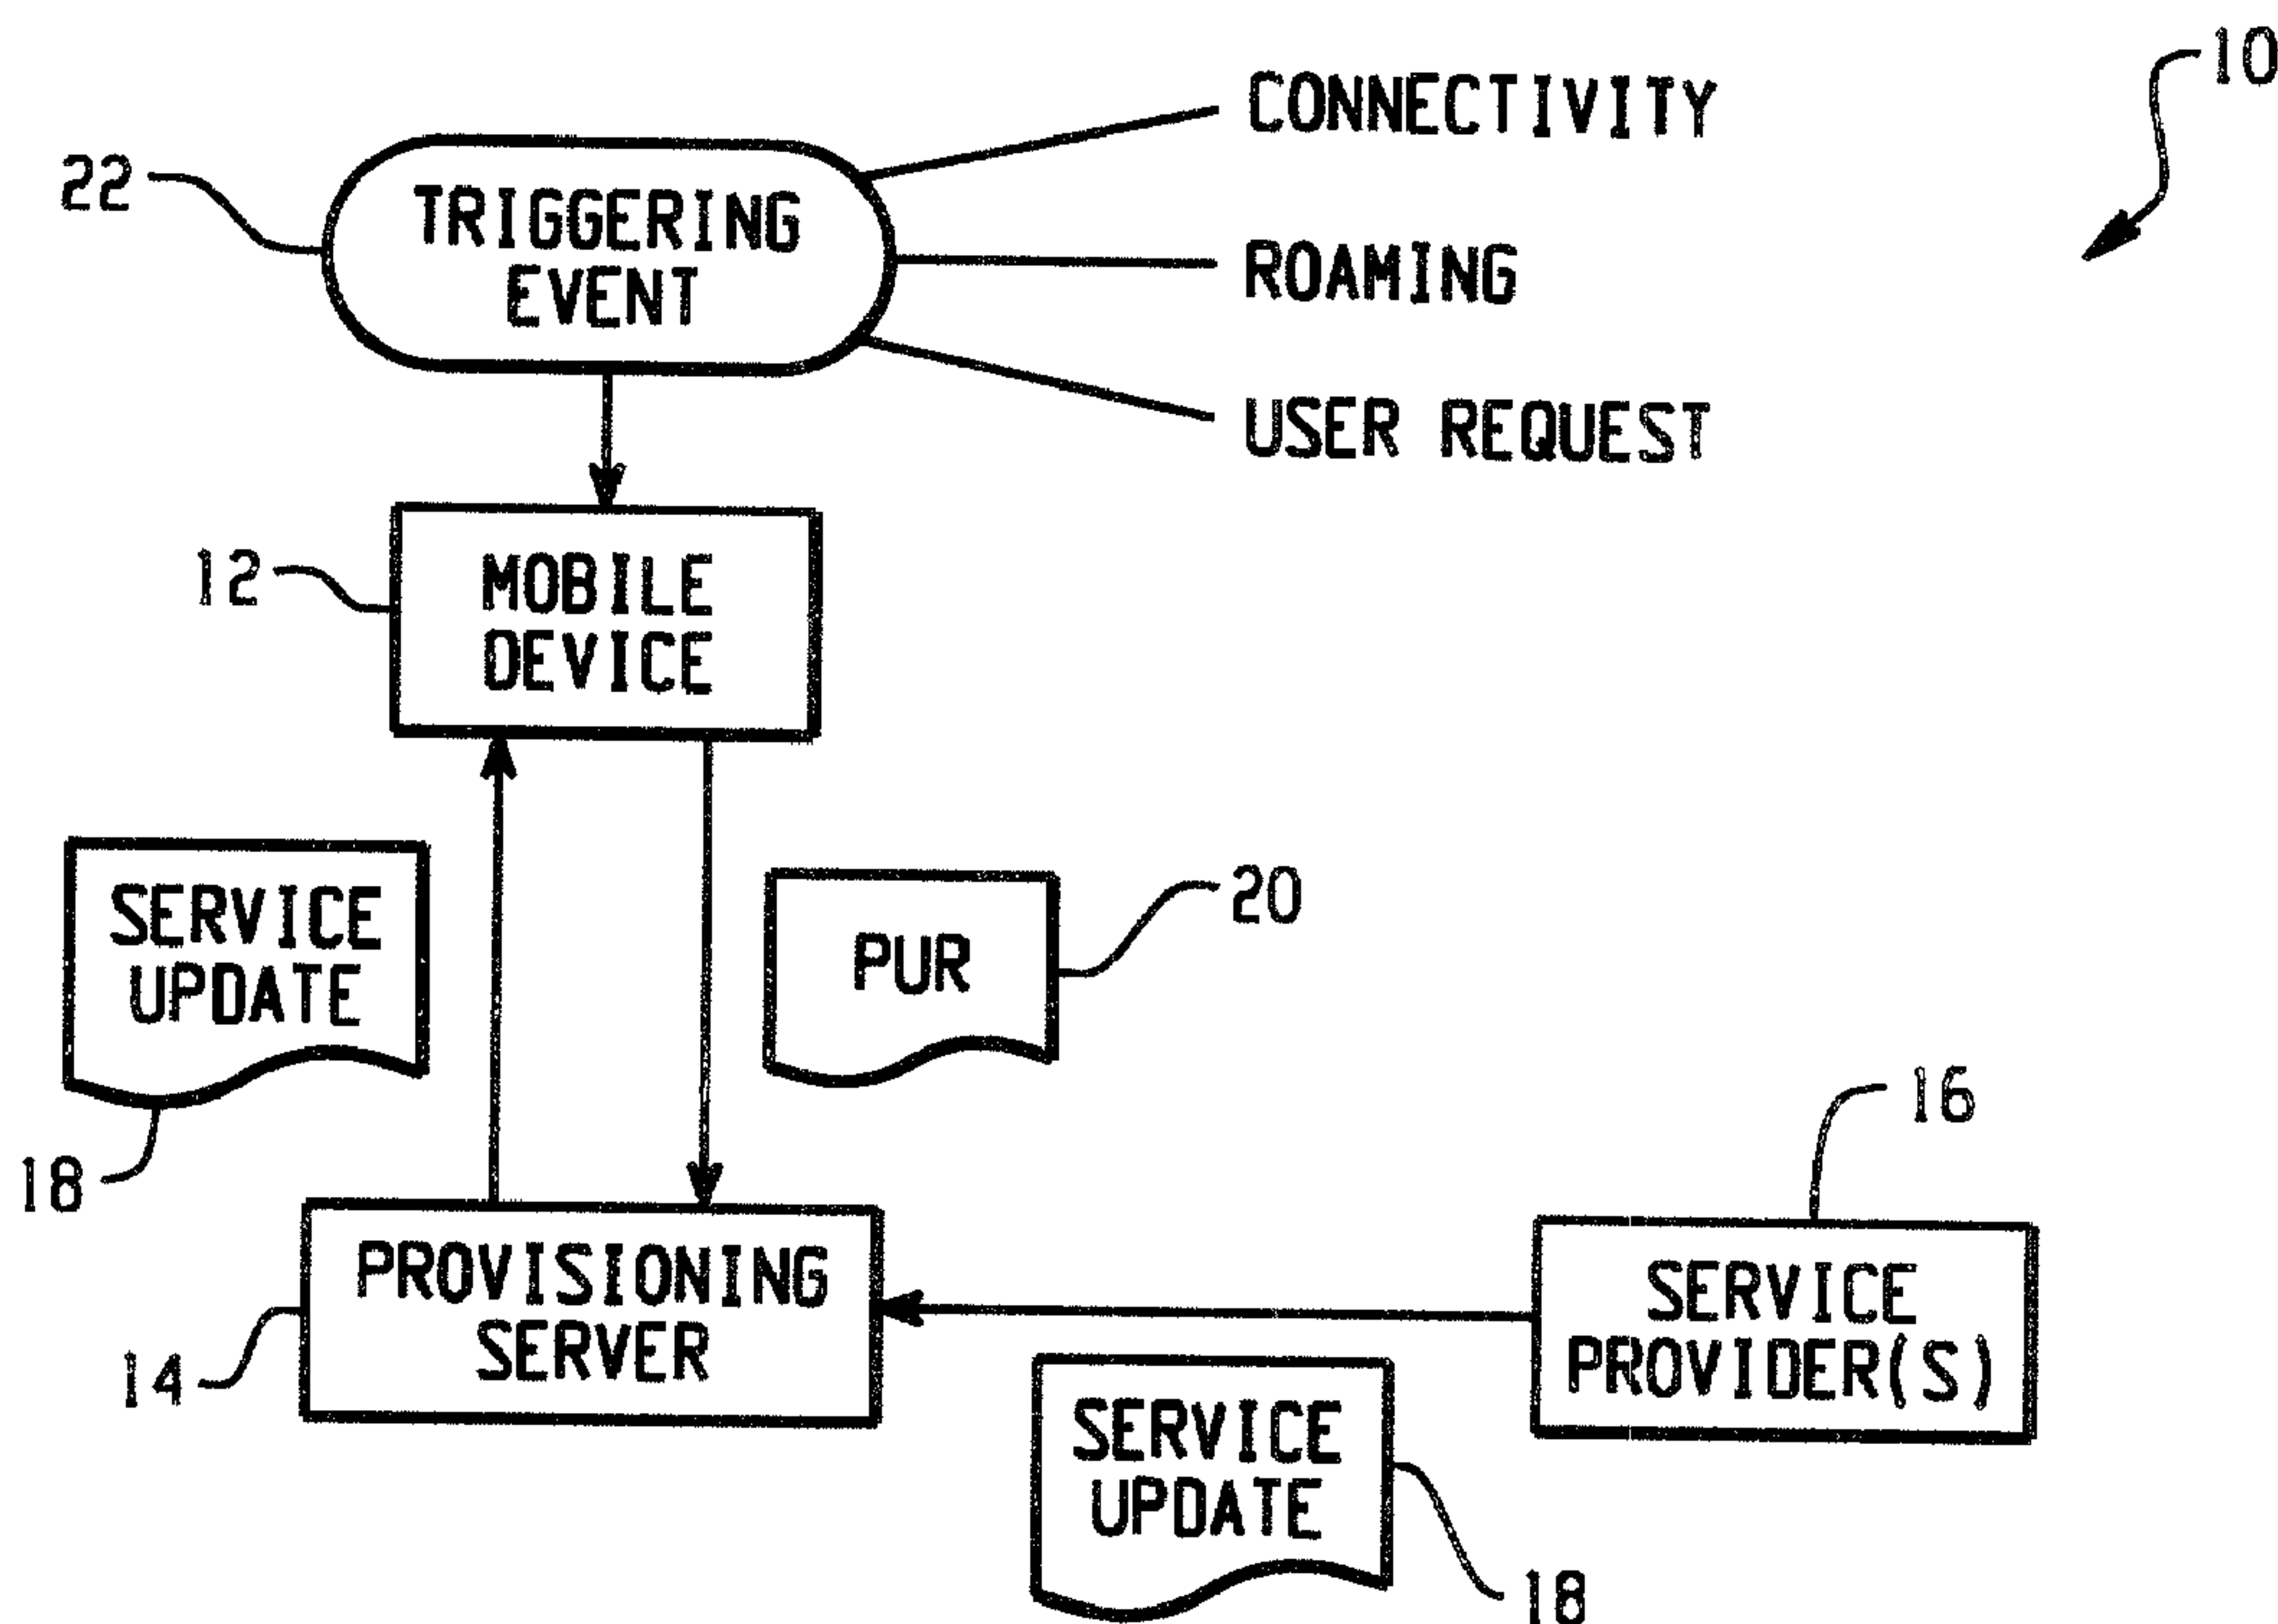 10
CONNECTIVITY
22
TRIGGERING
EVENT
ROAMING
USER REQUEST
12
MOBILE
DEVICE
SERVICE
UPDATE
18
PUR
20
16
PROVISIONING
SERVER
14
SERVICE
PROVIDER(S)
SERVICE
UPDATE
18